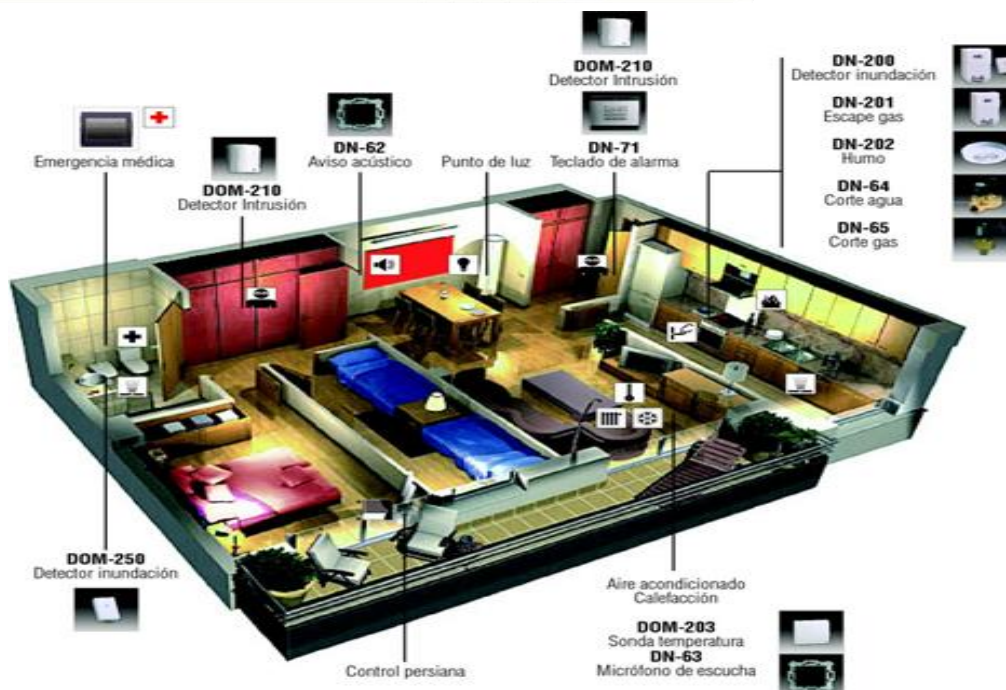 DOM-210
Detector Intrusión
DN-200
Detector inundación
DN-201
Escape gas
DN-202
Humo
DN-64
Corte agua
DN-65
Corte gas
Emergencia médica
DN-62
Aviso acústico
Punto de luz
DN-71
Teclado de alarma
DOM-210
Detector Intrusión
DOM-250
Detector inundación
Aire acondicionado
Calefacción
DOM-203
Sonda temperatura
DN-63
Micrófono de escucha
Control persiana